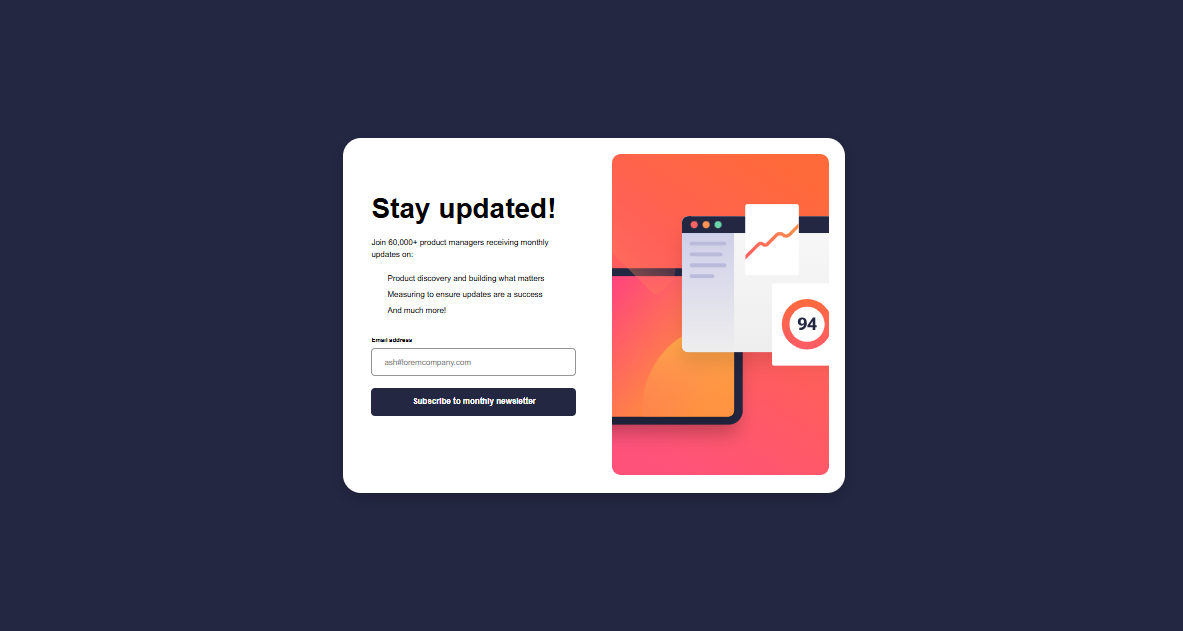 Stay updated!
Join 60,000+ product managers receiving monthly
updates on:
Product discovery and building what matters
Measuring to ensure updates are a success
And much more!
Email address
ash#loremcompany.com
Subscribe to monthly newsletter
94